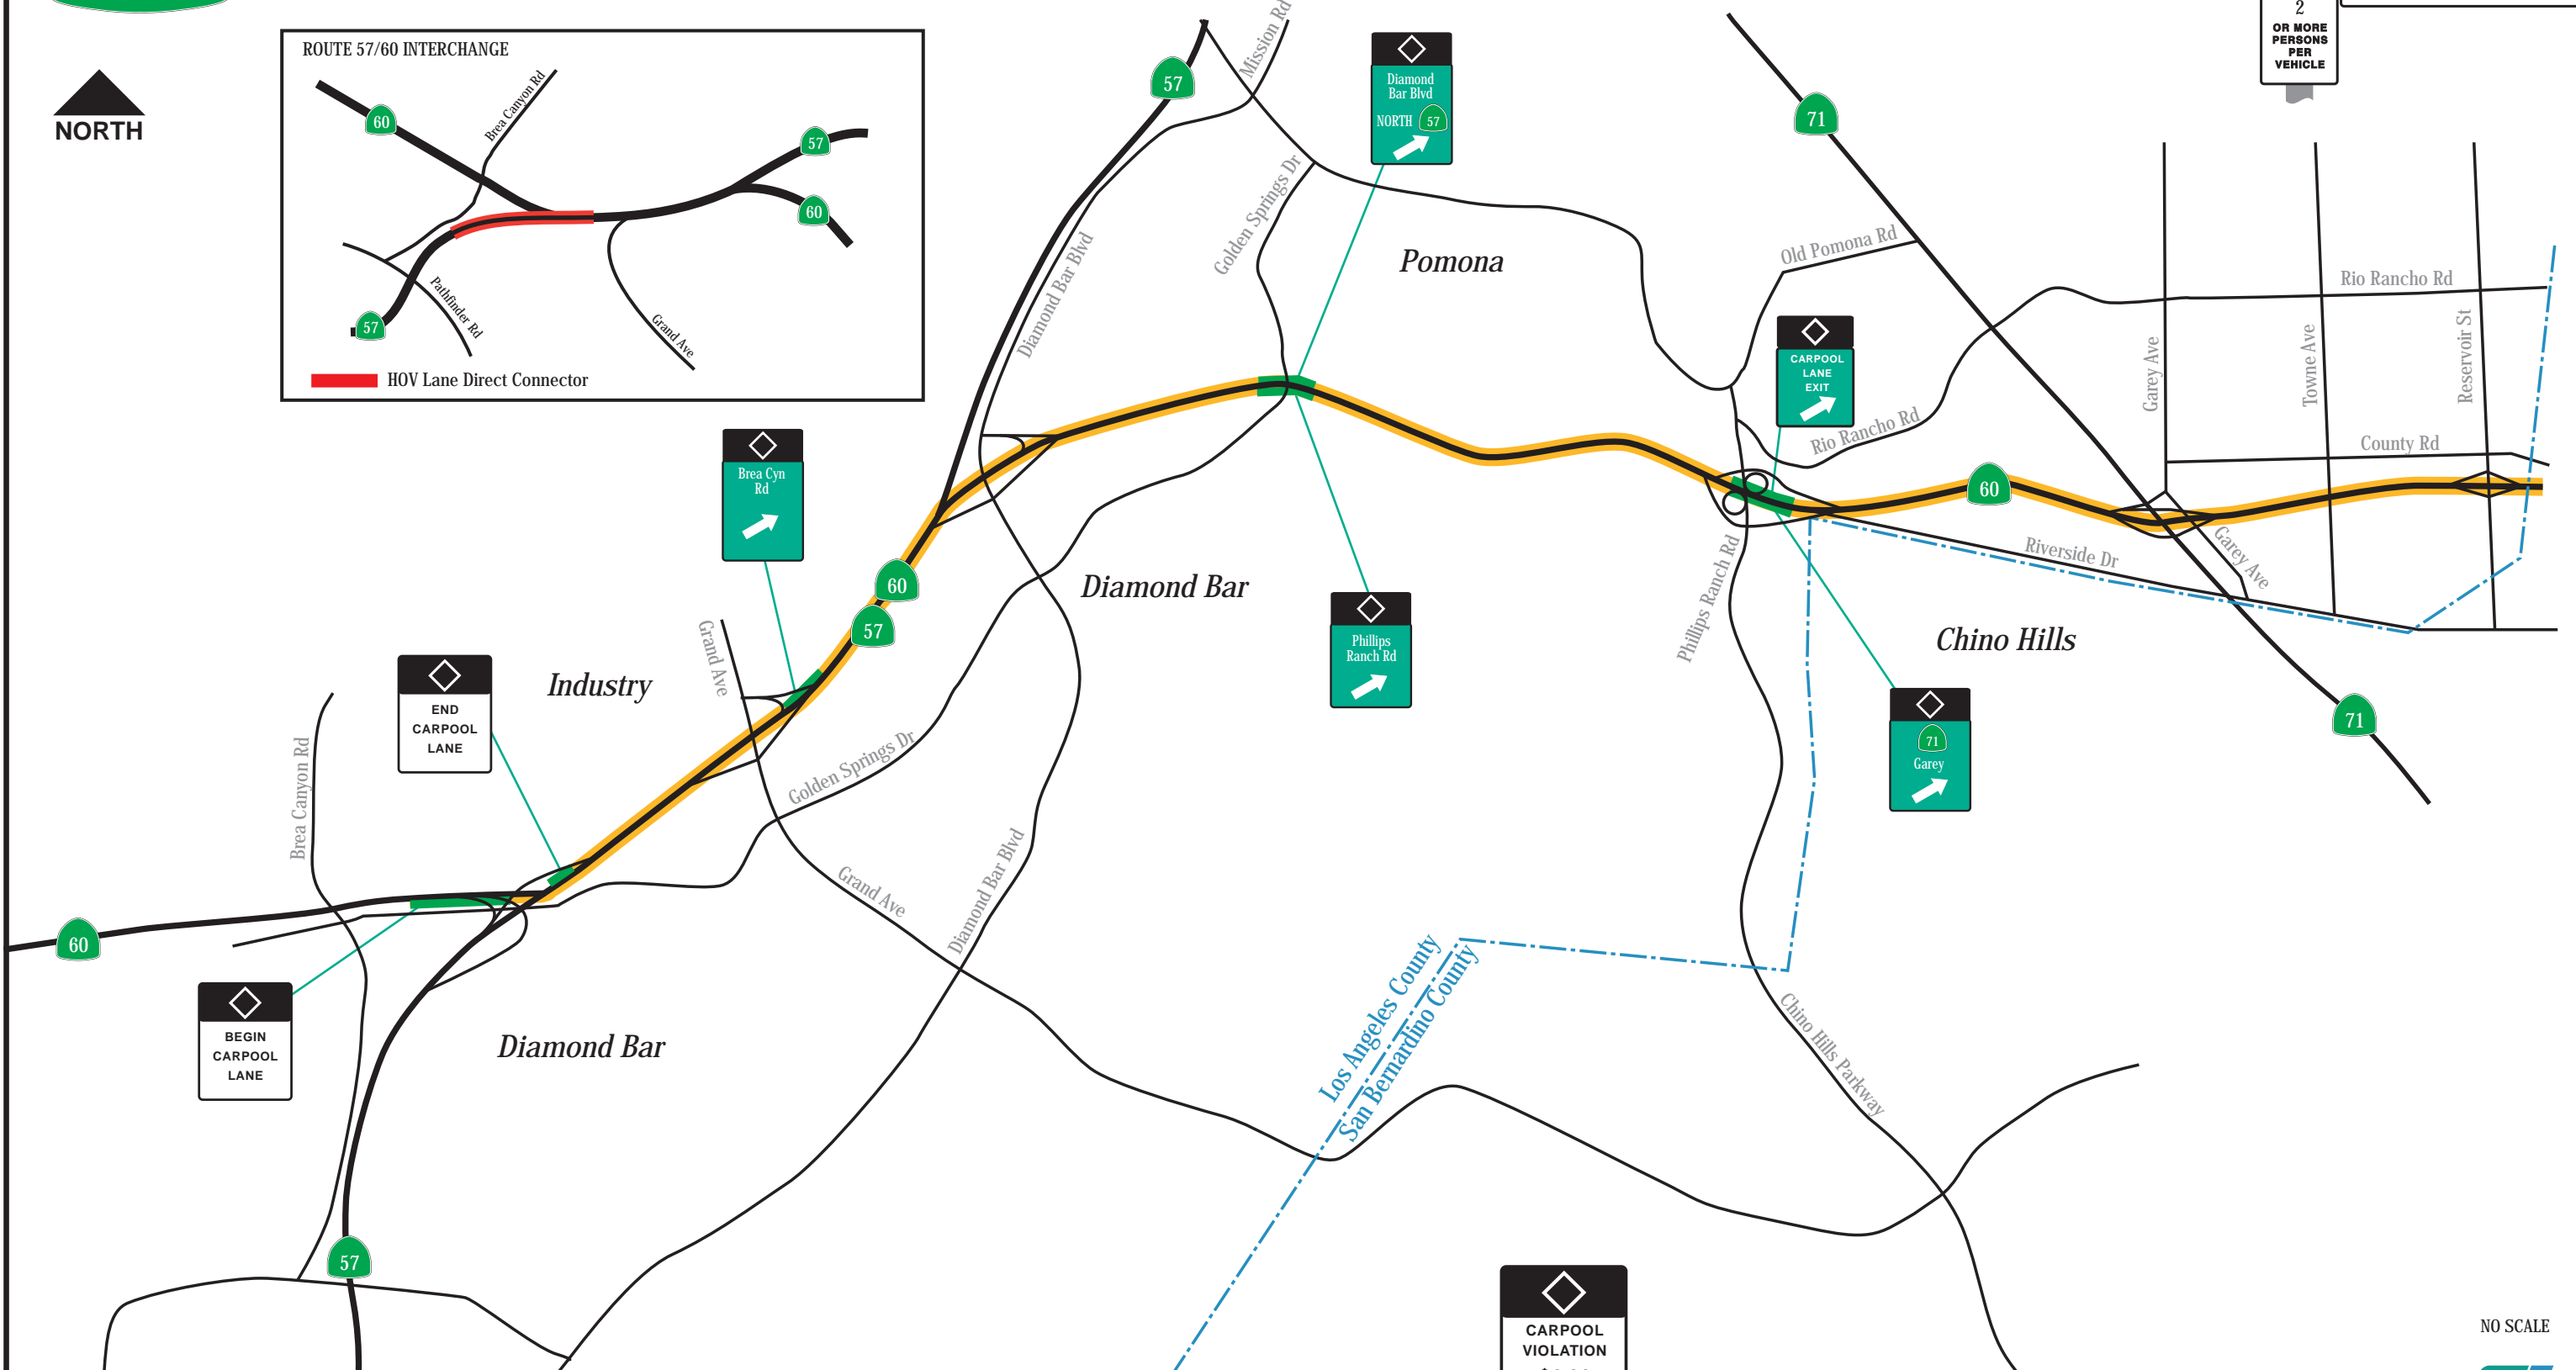 2
OR MORE
PERSONS
PER
VEHICLE
NORTH
ROUTE 57/60 INTERCHANGE
60
Brea Canyon Rd
57
60
57
Pathfinder Rd
Grand Ave
HOV Lane Direct Connector
57
Mission Rd
Diamond
Bar Blvd
NORTH 57
71
Golden Springs Dr
Diamond Bar Blvd
Pomona
Old Pomona Rd
Rio Rancho Rd
Garey Ave
Towne Ave
Reservoir St
CARPOOL
LANE
EXIT
Rio Rancho Rd
County Rd
Brea Cyn
Rd
60
60
57
Diamond Bar
Phillips
Ranch Rd
Phillips Ranch Rd
Riverside Dr
Garey Ave
Chino Hills
Industry
Grand Ave
END
CARPOOL
LANE
71
Garey
71
Brea Canyon Rd
Golden Springs Dr
Grand Ave
Diamond Bar Blvd
60
Los Angeles County
San Bernardino County
BEGIN
CARPOOL
LANE
Diamond Bar
Chino Hills Parkway
57
CARPOOL
VIOLATION
NO SCALE